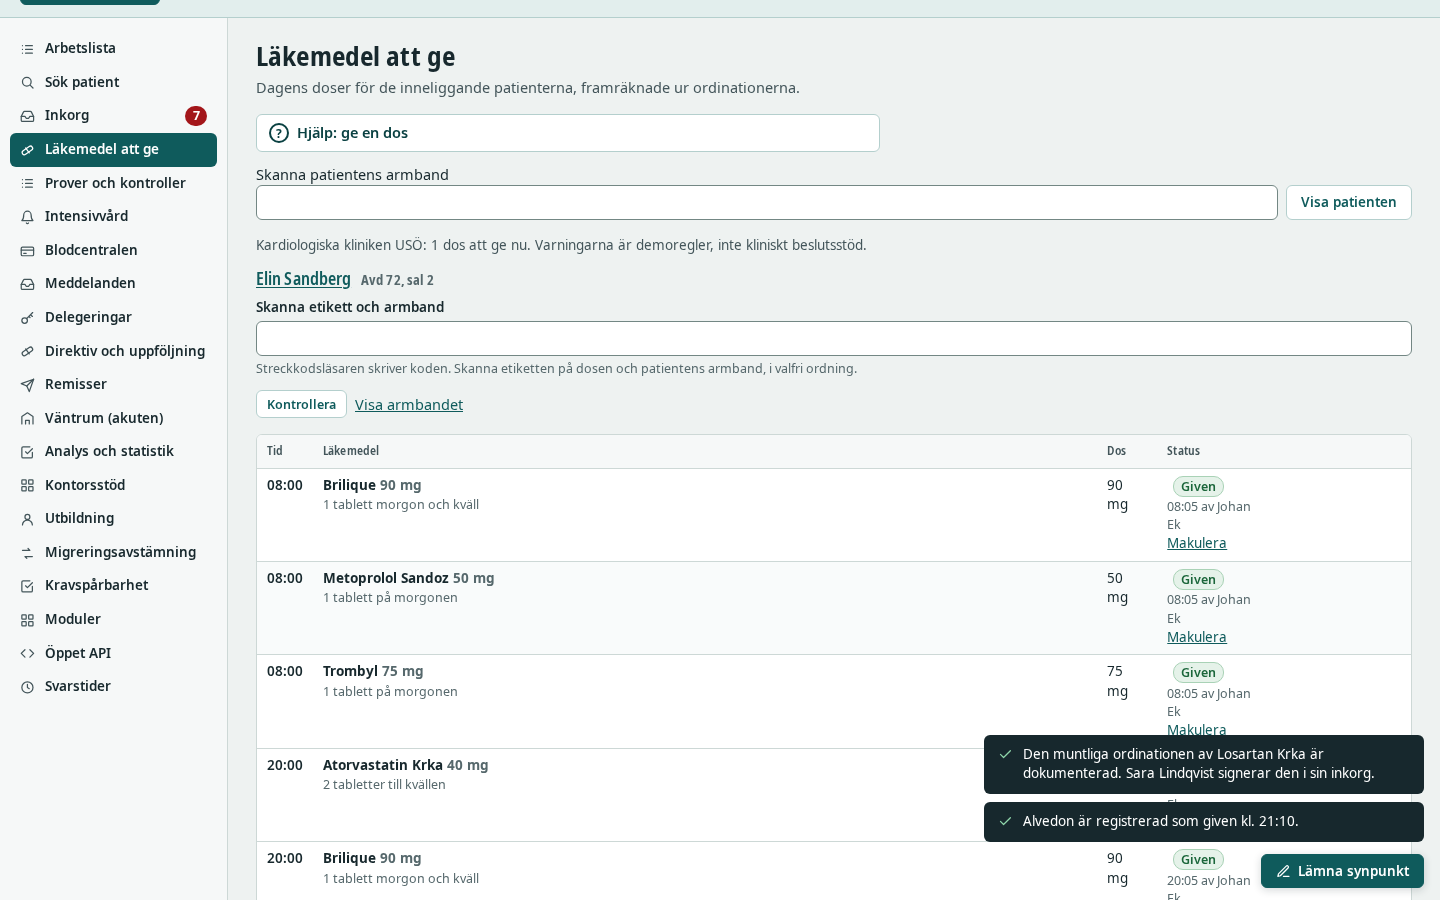 Arbetslista
Sök patient
Inkorg 7
Läkemedel att ge
Prover och kontroller
Intensivvård
Blodcentralen
Meddelanden
Delegeringar
Direktiv och uppföljning
Remisser
Väntrum (akuten)
Analys och statistik
Kontorsstöd
Utbildning
Migreringsavstämning
Kravspårbarhet
Moduler
Öppet API
Svarstider
Läkemedel att ge
Dagens doser för de inneliggande patienterna, framräknade ur ordinationerna.
? Hjälp: ge en dos
Skanna patientens armband
Visa patienten
Kardiologiska kliniken USÖ: 1 dos att ge nu. Varningarna är demoregler, inte kliniskt beslutsstöd.
Elin Sandberg Avd 72, sal 2
Skanna etikett och armband
Streckkodsläsaren skriver koden. Skanna etiketten på dosen och patientens armband, i valfri ordning.
Kontrollera Visa armbandet
Tid Läkemedel Dos Status
08:00 Brilique 90 mg 90 mg Given
1 tablett morgon och kväll 08:05 av Johan Ek
Makulera
08:00 Metoprolol Sandoz 50 mg 50 mg Given
1 tablett på morgonen 08:05 av Johan Ek
Makulera
08:00 Trombyl 75 mg 75 mg Given
1 tablett på morgonen 08:05 av Johan Ek
Makulera
20:00 Atorvastatin Krka 40 mg
2 tabletter till kvällen
Den muntliga ordinationen av Losartan Krka är
dokumenterad. Sara Lindqvist signerar den i sin inkorg.
Alvedon är registrerad som given kl. 21:10.
20:00 Brilique 90 mg 90 mg Given
1 tablett morgon och kväll 20:05 av Johan
Lämna synpunkt